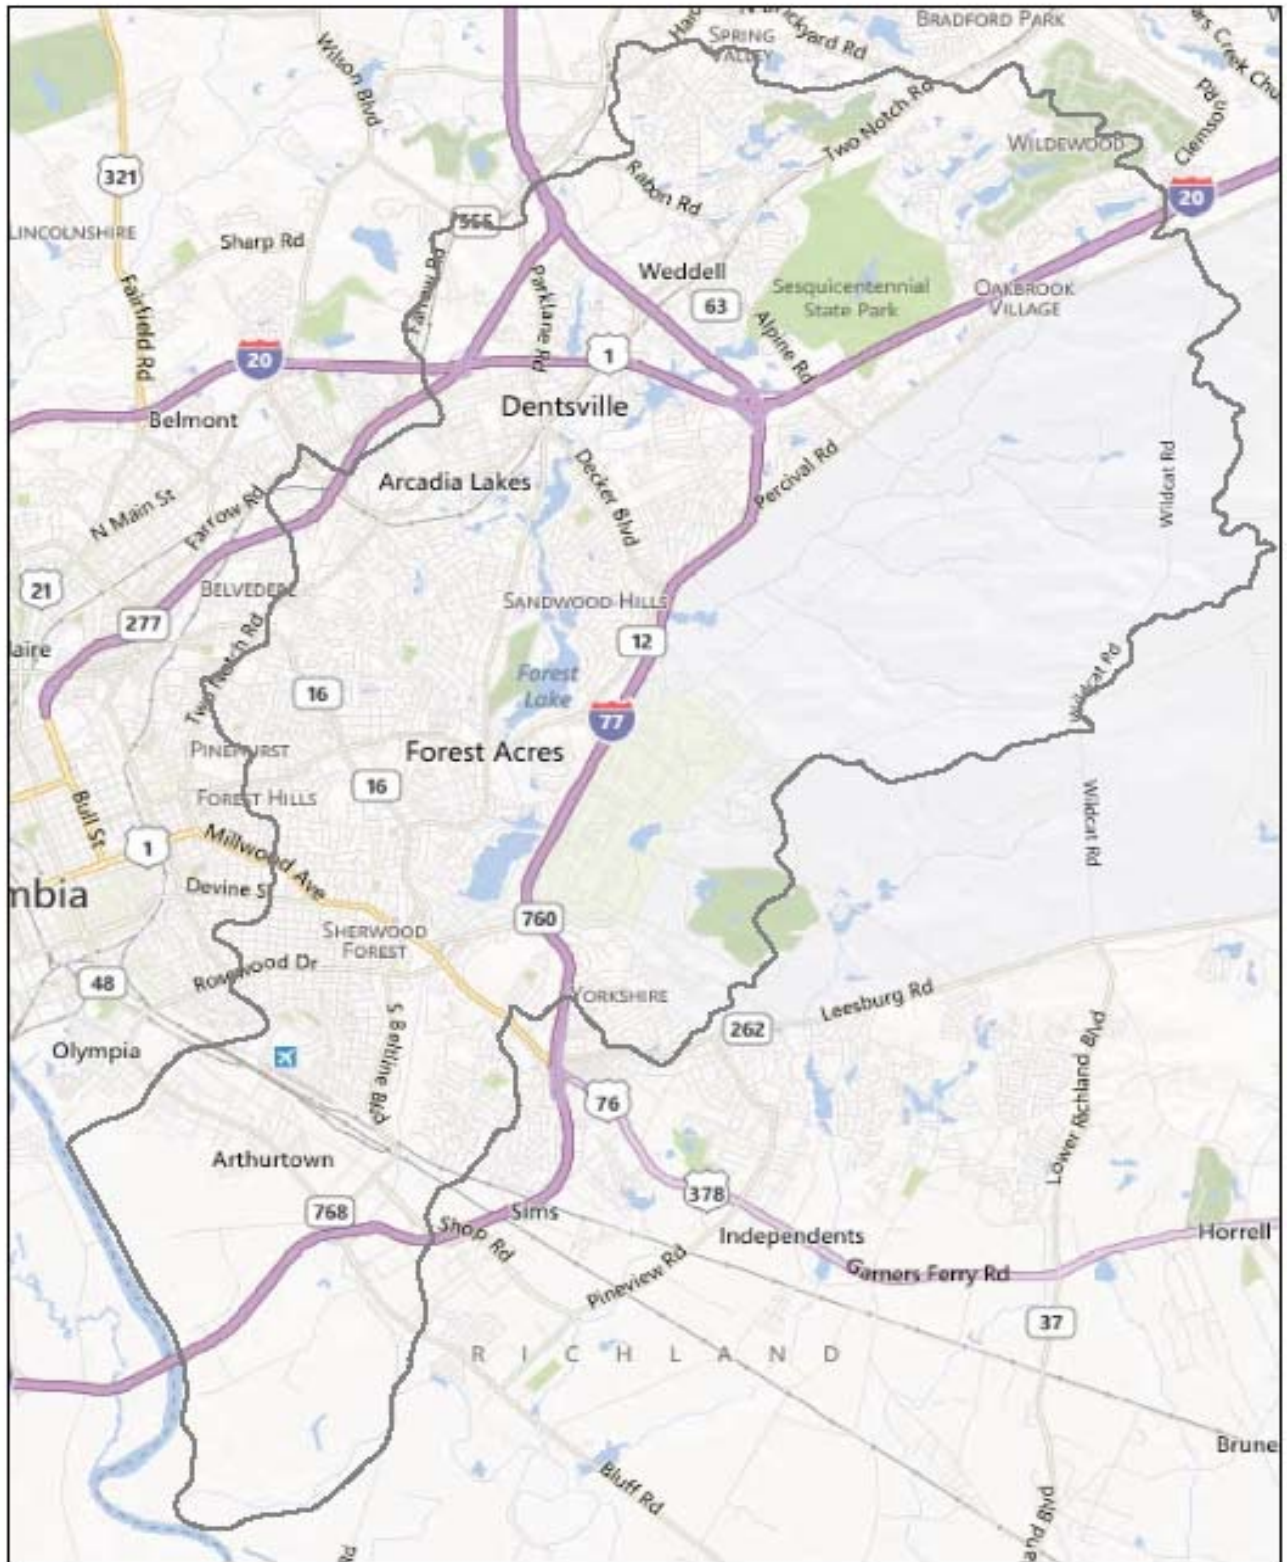 BRADFORD PARK
N Brickyard Rd
SPRING
VALLEY
Wilson Blvd
Two Notch Rd
Clemson
WILDEWOOD
321
Rabon Rd
20
LINCOLNSHIRE
555
Sharp Rd
Weddell
63
Sesquicentennial
State Park
OAKBROOK
VILLAGE
Fairfield Rd
Farrow Rd
Parklane Rd
Alpine Rd
20
1
Dentsville
Belmont
Arcadia Lakes
Decker Blvd
Percival Rd
Wildcat Rd
N Main St
Farrow Rd
21
BELVEDERE
SANDWOOD HILLS
277
12
Two Notch Rd
16
Forest
Lake
Wildcat Rd
77
PINEHURST
Forest Acres
16
FOREST HILLS
Bull St
1
Millwood Ave
Wildcat Rd
Devine S
mbia
760
SHERWOOD
FOREST
Rosewood Dr
48
YORKSHIRE
Leesburg Rd
262
S Beltline Blvd
Olympia
76
Lower Richland Blvd
Arthurtown
378
768
Sims
Shop Rd
Independents
Horrell
Pineview Rd
Garners Ferry Rd
37
RICHLAND
Brune
Bluff Rd
and Blvd
Rd